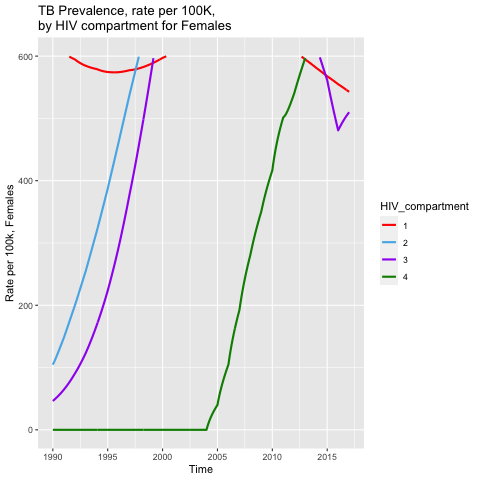 TB Prevalence, rate per 100K,
by HIV compartment for Females
Rate per 100k, Females
600
400
200
0
1990
1995
2000
2005
2010
2015
Time
HIV_compartment
1
2
3
4